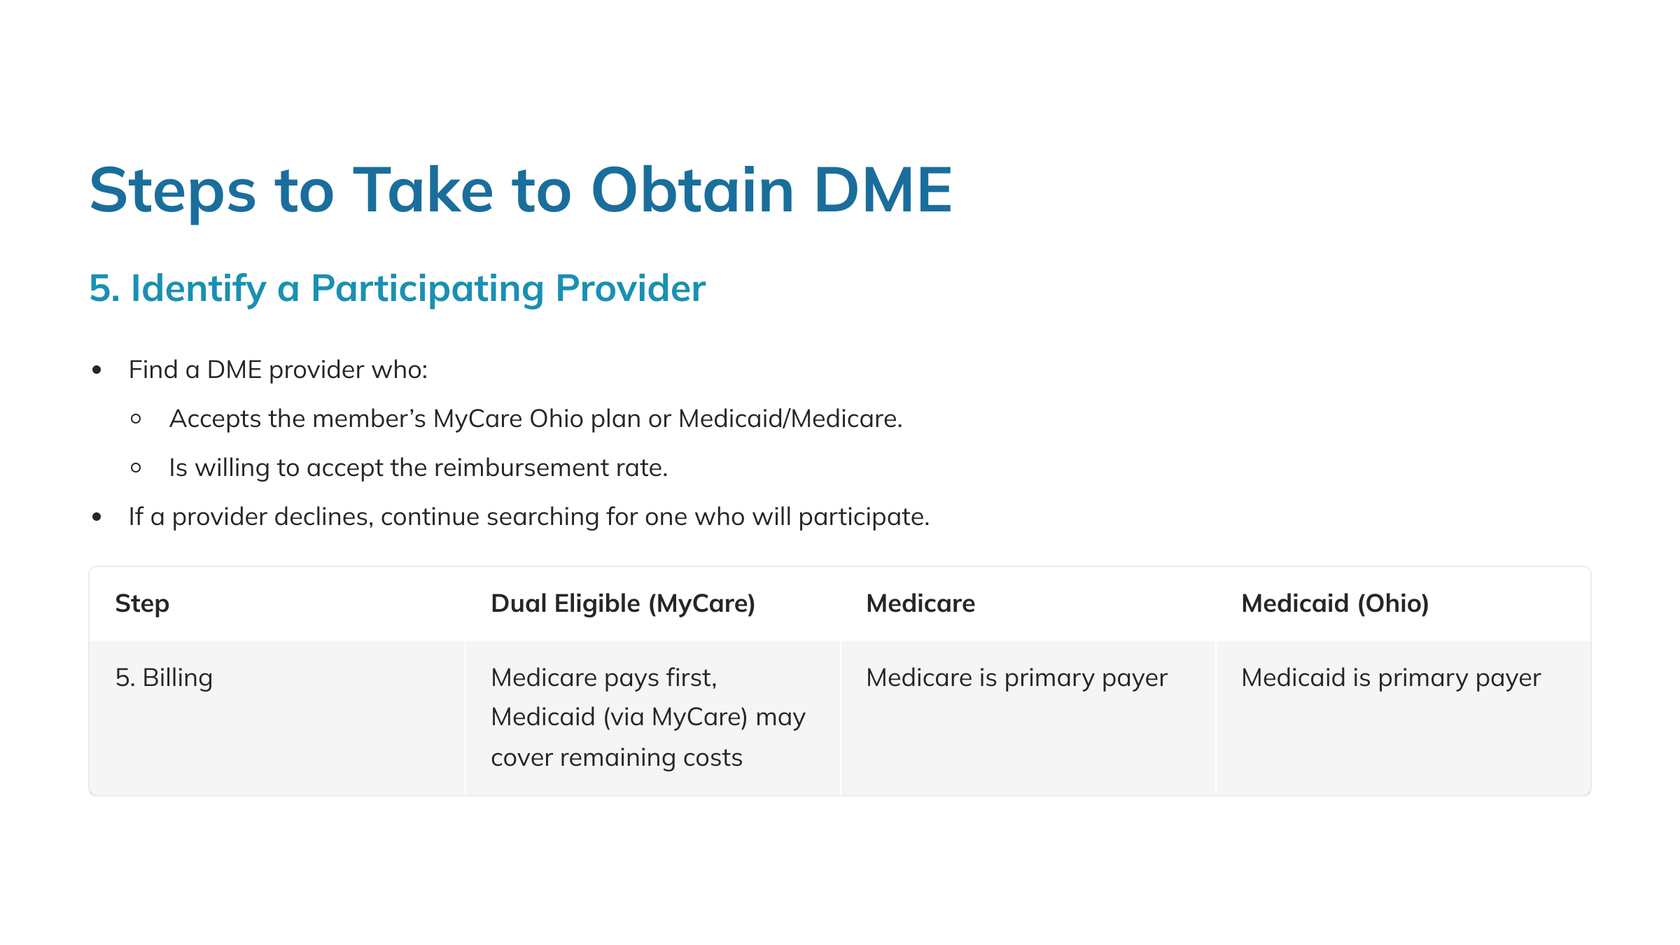 Steps to Take to Obtain DME
5. Identify a Participating Provider
• Find a DME provider who:
○ Accepts the member’s MyCare Ohio plan or Medicaid/Medicare.
○ Is willing to accept the reimbursement rate.
• If a provider declines, continue searching for one who will participate.
Step
Dual Eligible (MyCare)
Medicare
Medicaid (Ohio)
5. Billing
Medicare pays first,
Medicaid (via MyCare) may
cover remaining costs
Medicare is primary payer
Medicaid is primary payer